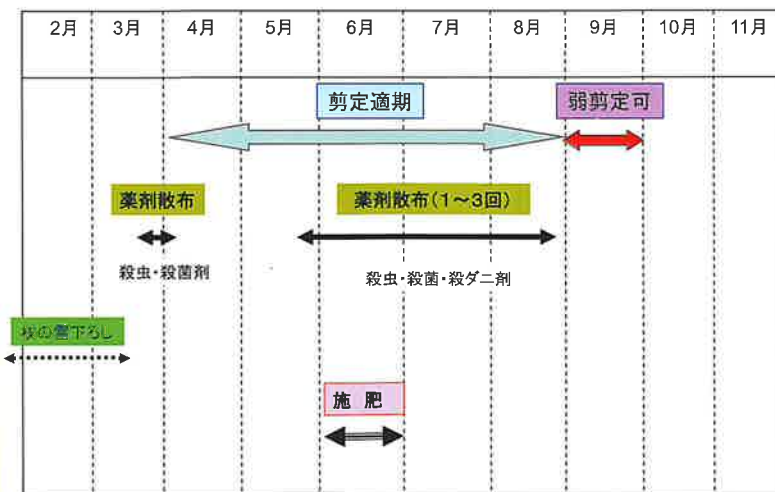 2月 3月 4月 5月 6月 7月 8月 9月 10月 11月
剪定適期
弱剪定可
薬剤散布
薬剤散布(1～3回)
殺虫・殺菌剤
殺虫・殺菌・殺ダニ剤
枝の雪下ろし
施 肥